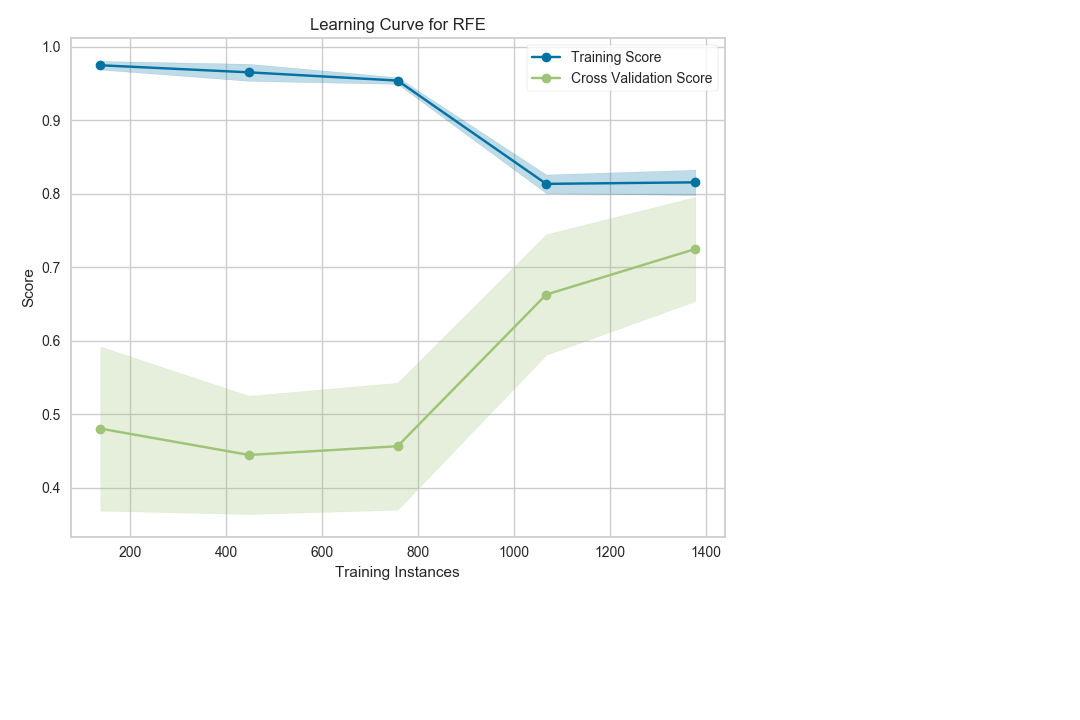 Learning Curve for RFE
Training Score
Cross Validation Score
1.0
0.9
0.8
0.7
0.6
0.5
0.4
Score
200 400 600 800 1000 1200 1400
Training Instances